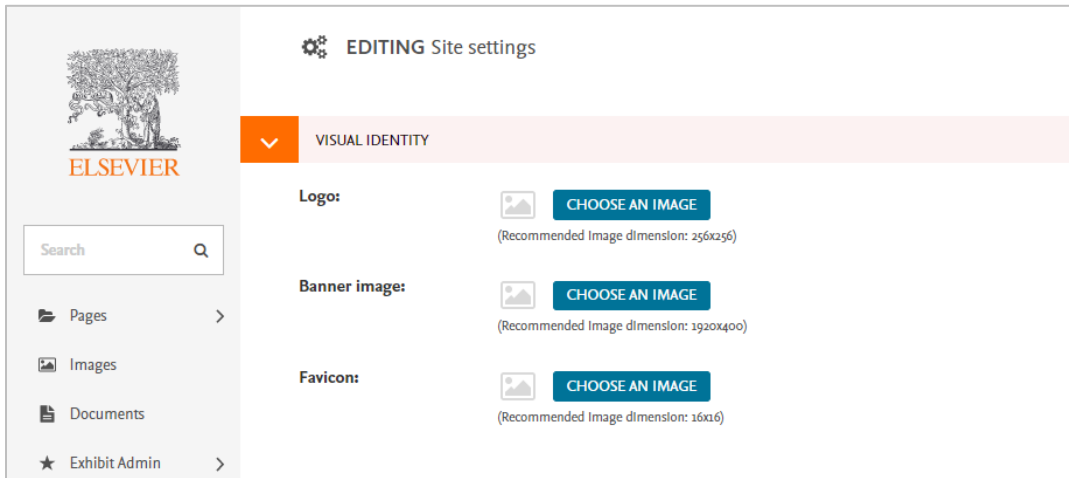 EDITING Site settings
ELSEVIER
VISUAL IDENTITY
Search
Pages
Images
Documents
Exhibit Admin
Logo:
CHOOSE AN IMAGE
(Recommended image dimension: 256x256)
Banner image:
CHOOSE AN IMAGE
(Recommended image dimension: 1920x400)
Favicon:
CHOOSE AN IMAGE
(Recommended image dimension: 16x16)